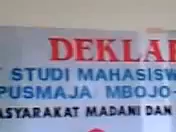 DEKLA
STUDI MAHASISW
PUSMAJA MBOJO-
ASYARAKAT MADANI DAN